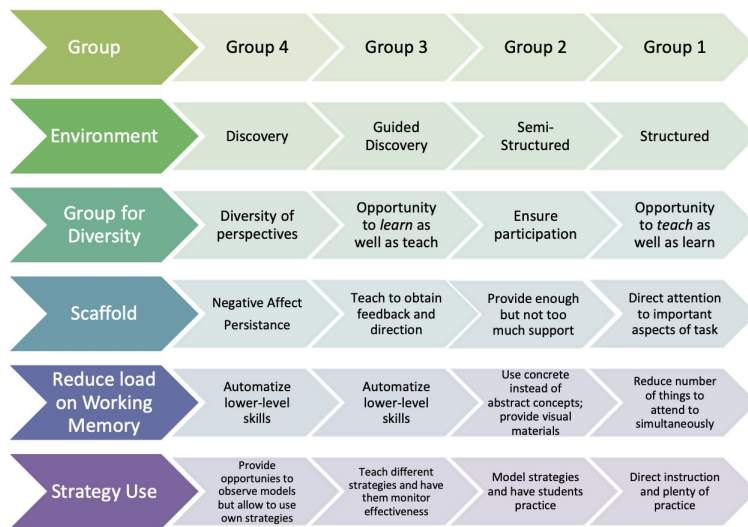 Group
Group 4
Group 3
Group 2
Group 1
Environment
Discovery
Guided
Discovery
Semi-
Structured
Structured
Group for
Diversity
Diversity of
perspectives
Opportunity
to learn as
well as teach
Ensure
participation
Opportunity
to teach as
well as learn
Scaffold
Negative Affect
Persistance
Teach to obtain
feedback and
direction
Provide enough
but not too
much support
Direct attention
to important
aspects of task
Reduce load
on Working
Memory
Automatize
lower-level
skills
Automatize
lower-level
skills
Use concrete
instead of
abstract concepts;
provide visual
materials
Reduce number
of things to
attend to
simultaneously
Strategy Use
Provide
opportunies to
observe models
but allow to use
own strategies
Teach different
strategies and have
them monitor
effectiveness
Model strategies
and have students
practice
Direct instruction
and plenty of
practice